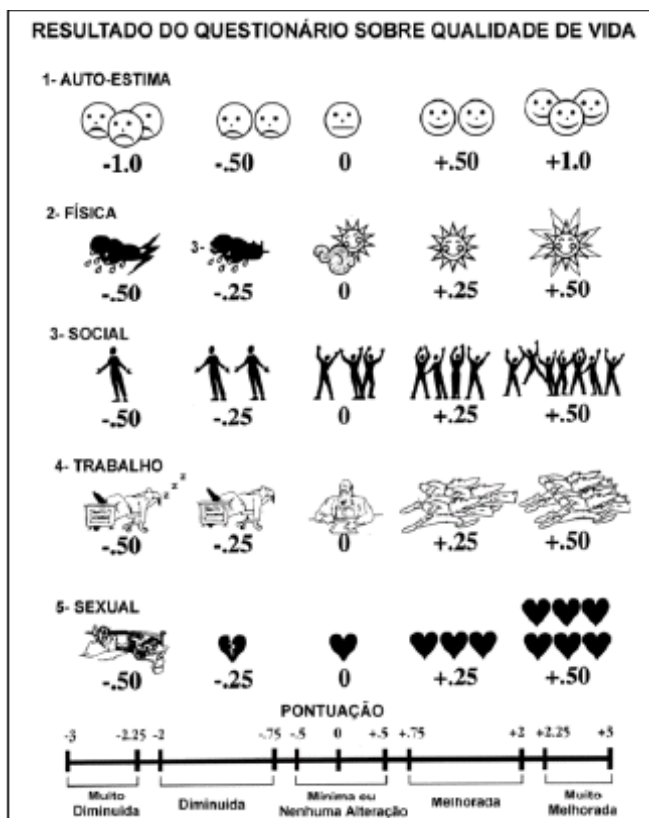 RESULTADO DO QUESTIONÁRIO SOBRE QUALIDADE DE VIDA
1- AUTO-ESTIMA
-1.0 -.50 0 +.50 +1.0
2- FÍSICA
3-
-.50 -.25 0 +.25 +.50
3- SOCIAL
-.50 -.25 0 +.25 +.50
4- TRABALHO
z z z
-.50 -.25 0 +.25 +.50
5- SEXUAL
-.50 -.25 0 +.25 +.50
PONTUAÇÃO
-3 -2.25 -2 -.75 -.5 0 +.5 +.75 +2 +2.25 +3
Muito Diminuida Mínima ou Melhorada Muito
Diminuída Nenhuma Alteração Melhorada